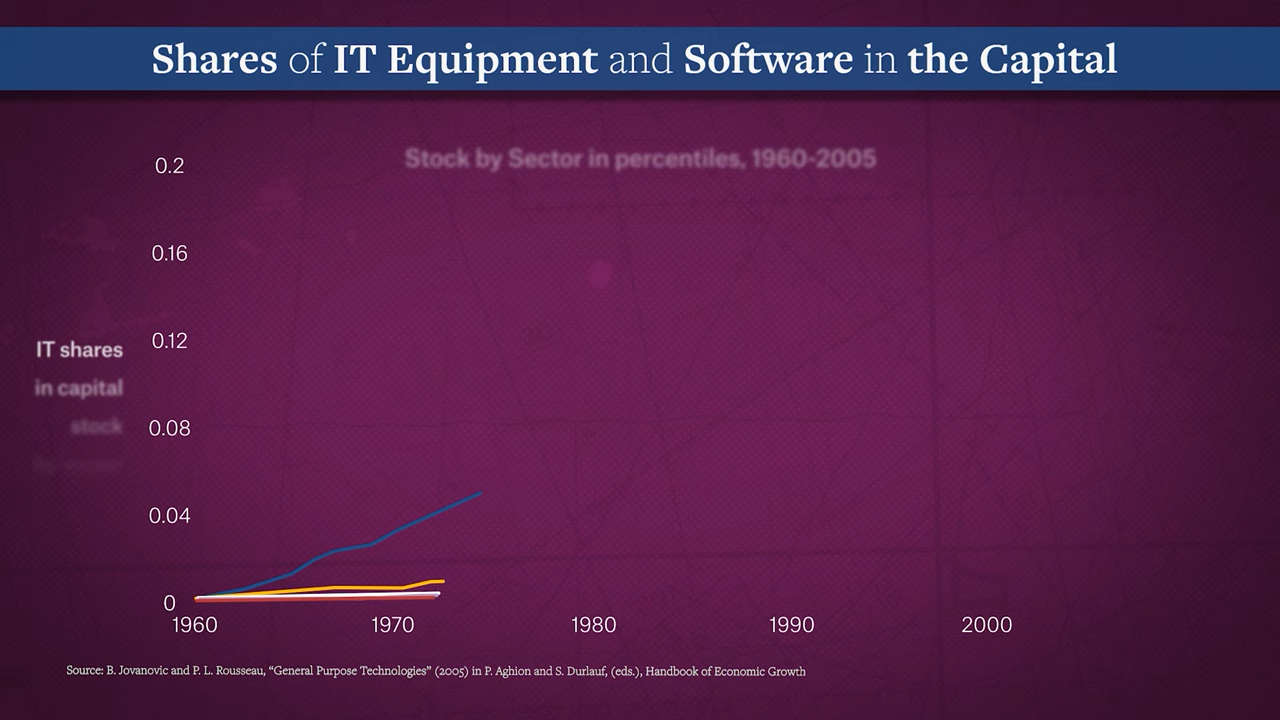 Shares of IT Equipment and Software in the Capital
Stock by Sector in percentiles, 1960-2005
0.2
0.16
0.12
0.08
0.04
0
IT shares
in capital
stock
1960 1970 1980 1990 2000
Source: B. Jovanovic and P. L. Rousseau, “General Purpose Technologies” (2005) in P. Aghion and S. Durlauf, (eds.), Handbook of Economic Growth